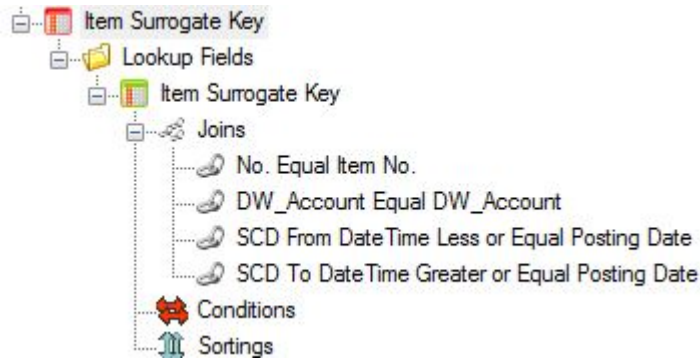 Item Surrogate Key
Lookup Fields
Item Surrogate Key
Joins
No. Equal Item No.
DW_Account Equal DW_Account
SCD From DateTime Less or Equal Posting Date
SCD To DateTime Greater or Equal Posting Date
Conditions
Sortings